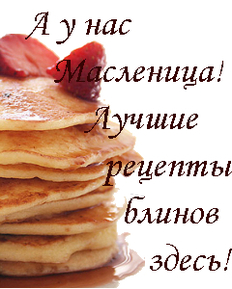 А у нас
Масленица!
Лучшие
рецепты
блинов
здесь!